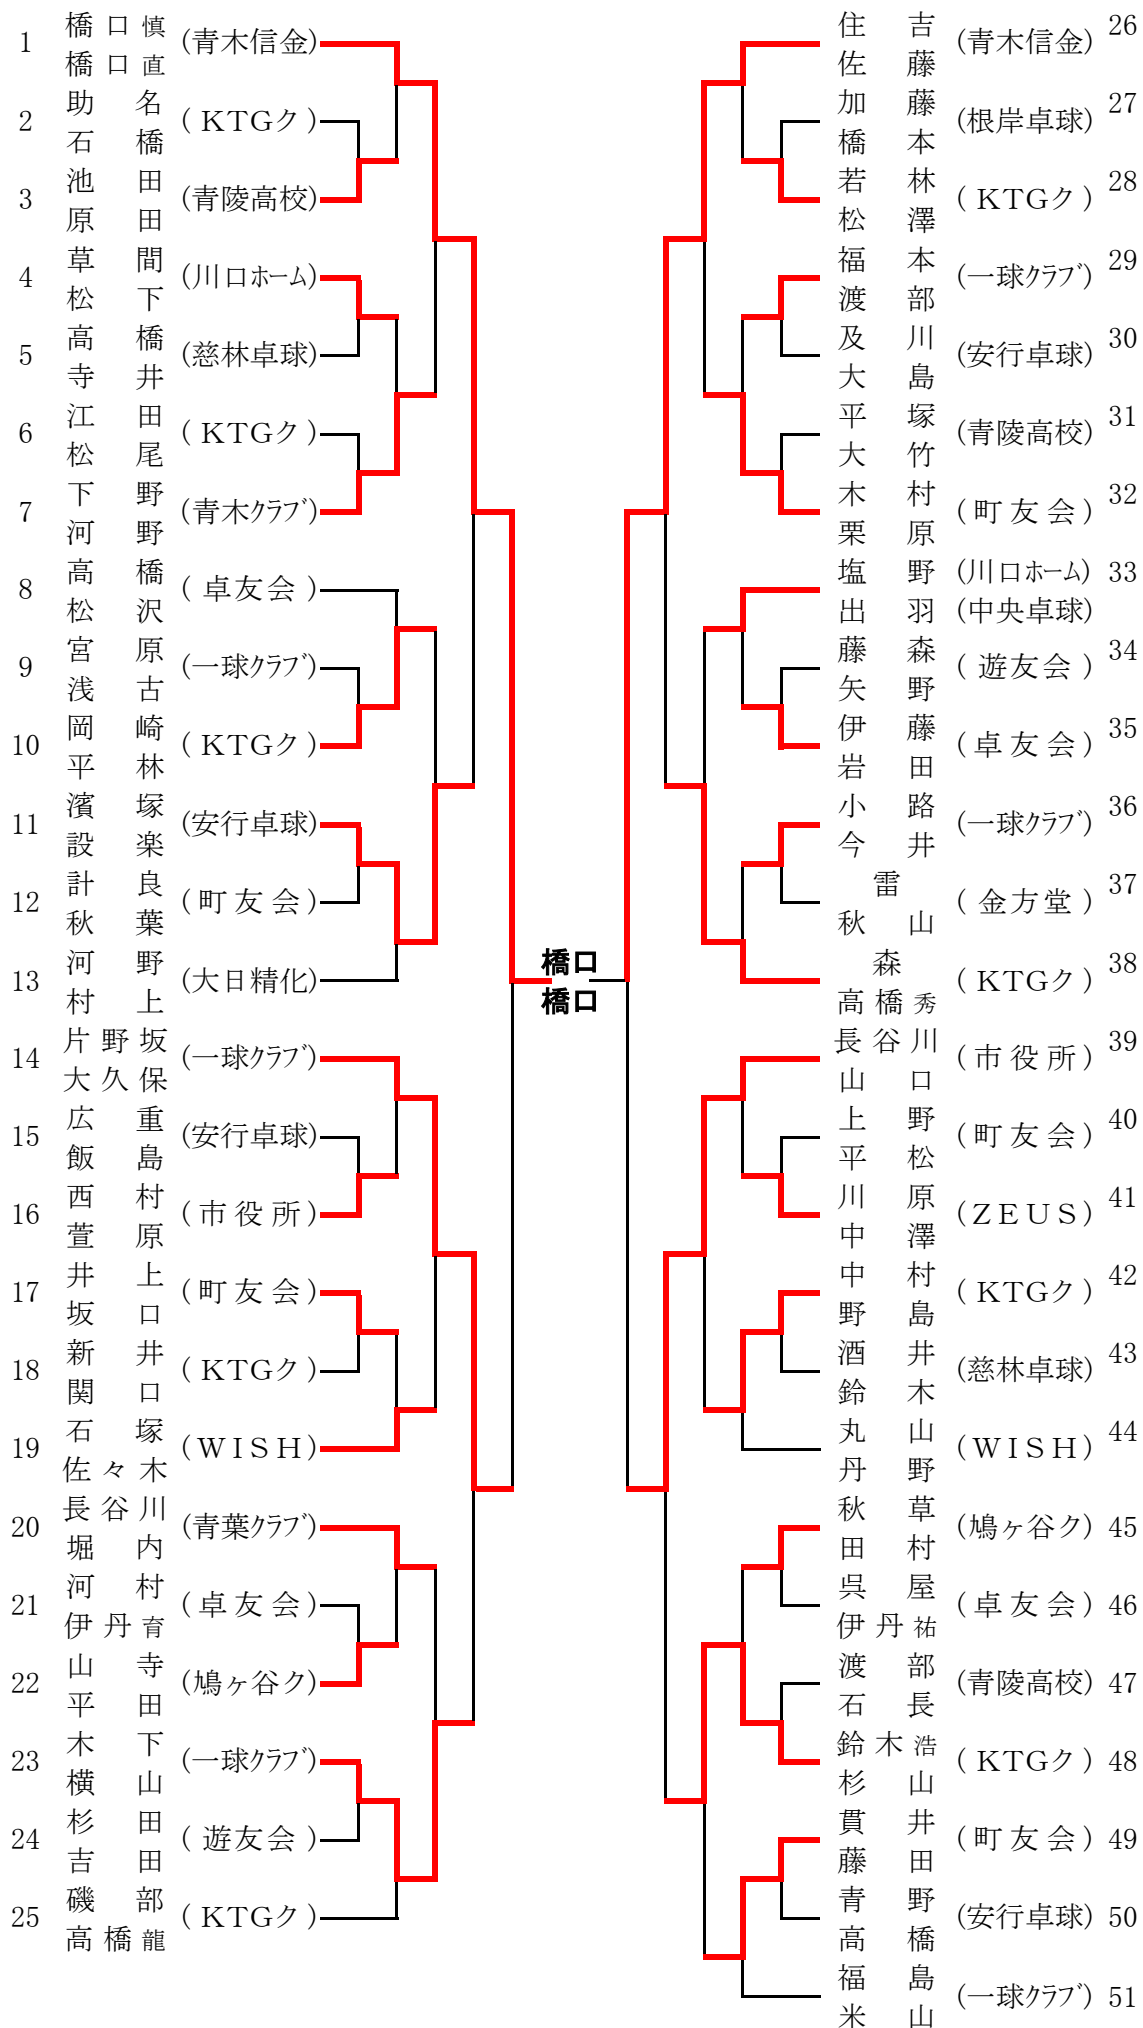 1 橋口慎 (青木信金)
橋口直
2 助名 (KTGク)
石橋
3 池田 (青陵高校)
原田
4 草間 (川口ホーム)
松下
5 高橋 (慈林卓球)
寺井
6 江田 (KTGク)
松尾
7 下野 (青木クラブ)
河野
8 高橋 (卓友会)
松沢
9 宮原 (一球クラブ)
浅古
10 岡崎 (KTGク)
平林
11 濱塚 (安行卓球)
設楽
12 計良 (町友会)
秋葉
13 河野 (大日精化)
村上
14 片野坂 (一球クラブ)
大久保
15 広重 (安行卓球)
飯島
16 西村 (市役所)
萱原
17 井上 (町友会)
坂口
18 新井 (KTGク)
関口
19 石塚 (WISH)
佐々木
20 長谷川 (青葉クラブ)
堀内
21 河村 (卓友会)
伊丹育
22 山寺 (鳩ヶ谷ク)
平田
23 木下 (一球クラブ)
横山
24 杉田 (遊友会)
吉田
25 磯部 (KTGク)
高橋龍
橋口
橋口
住吉 (青木信金) 26
佐藤
加藤 (根岸卓球) 27
橋本
若林 (KTGク) 28
松澤
福本 (一球クラブ) 29
渡部
及川 (安行卓球) 30
大島
平塚 (青陵高校) 31
大竹
木村 (町友会) 32
栗原
塩野 (川口ホーム) 33
出羽 (中央卓球)
藤森 (遊友会) 34
矢野
伊藤 (卓友会) 35
岩田
小路 (一球クラブ) 36
今井
雷 (金方堂) 37
秋山
森 (KTGク) 38
高橋秀
長谷川 (市役所) 39
山口
上野 (町友会) 40
平松
川原 (ZEUS) 41
中澤
中村 (KTGク) 42
野島
酒井 (慈林卓球) 43
鈴木
丸山 (WISH) 44
丹野
秋草 (鳩ヶ谷ク) 45
田村
呉屋 (卓友会) 46
伊丹祐
渡部 (青陵高校) 47
石長
鈴木浩 (KTGク) 48
杉山
貫井 (町友会) 49
藤田
青野 (安行卓球) 50
高橋
福島 (一球クラブ) 51
米山